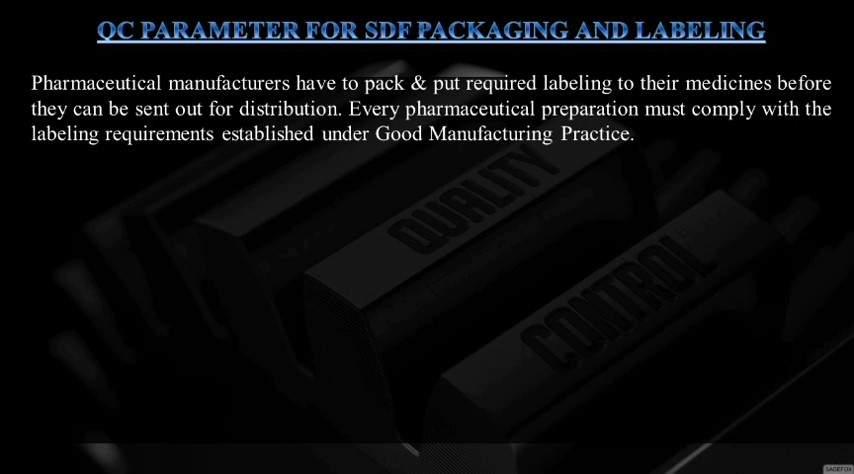 QC PARAMETER FOR SDF PACKAGING AND LABELING
Pharmaceutical manufacturers have to pack & put required labeling to their medicines before
they can be sent out for distribution. Every pharmaceutical preparation must comply with the
labeling requirements established under Good Manufacturing Practice.
QUALITY
CONTROL
SAGEFOX